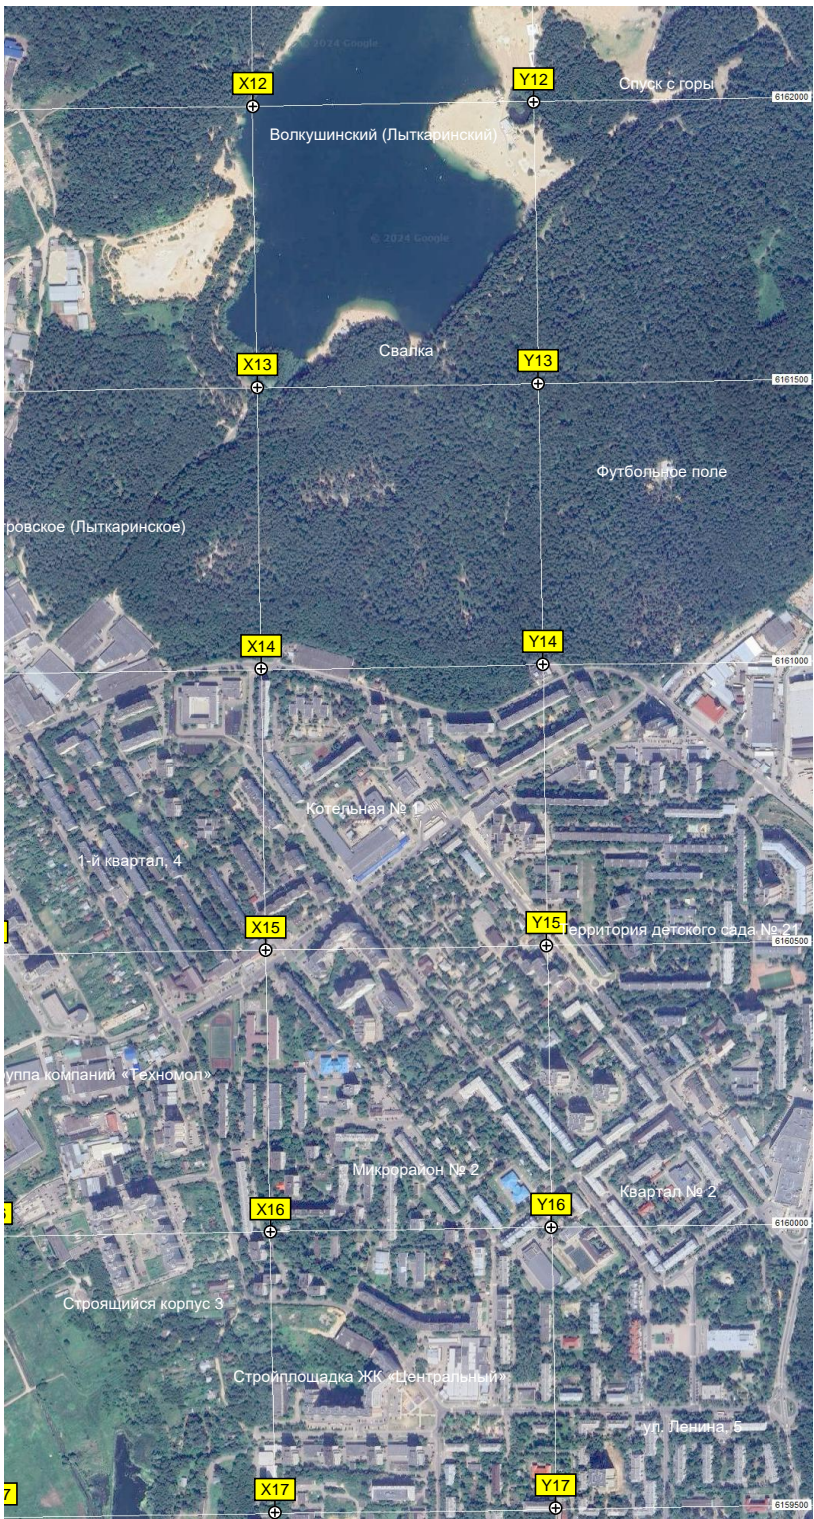 © 2024 Google
X12
Y12
Спуск с горы
6162000
Волкушинский (Лыткаринский)
© 2024 Google
Свалка
X13
Y13
6161500
Футбольное поле
тровское (Лыткаринское)
X14
Y14
6161000
Котельная № 1
1-й квартал, 4
X15
Y15
Территория детского сада № 21
6160500
руппа компаний «Техномол»
Микрорайон № 2
Квартал № 2
X16
Y16
6160000
Строящийся корпус 3
Стройплощадка ЖК «Центральный»
ул. Ленина, 5
7
X17
Y17
6159500